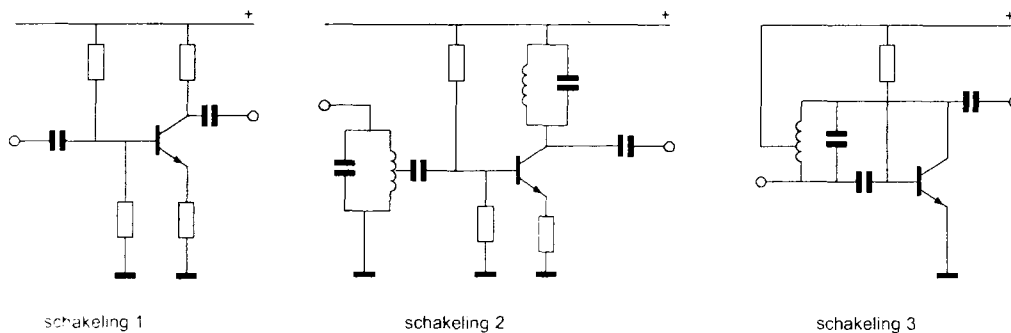 + + +
schakeling 1 schakeling 2 schakeling 3